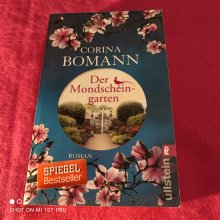 CORINA
BOMANN
Der
Mondschein-
garten
ROMAN
SPIEGEL
Bestseller
ullstein
SHOT ON MI 10T PRO